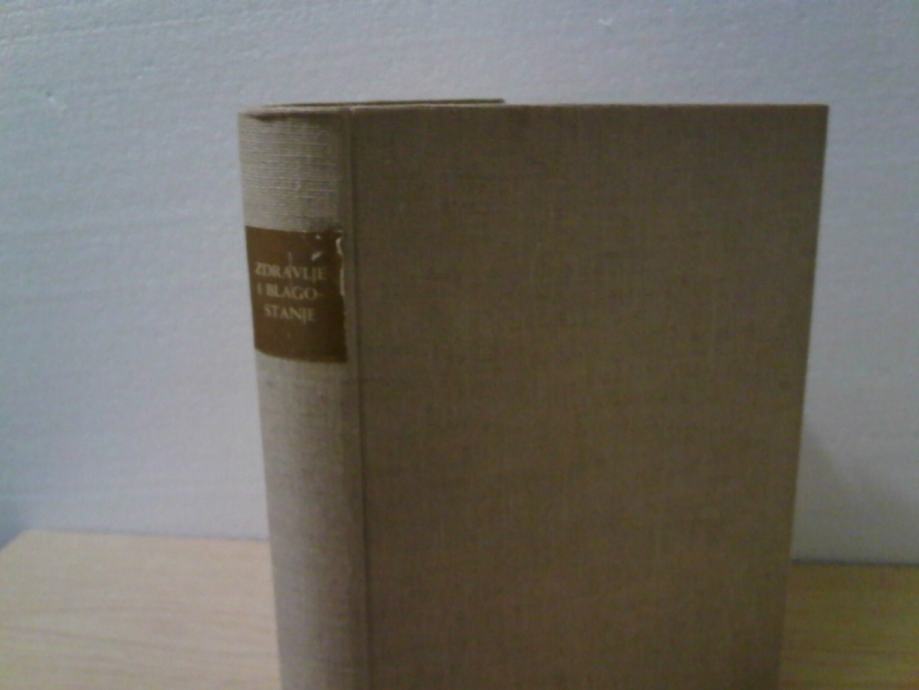 ZDRAVLJE
I BLAGO-
STANJE